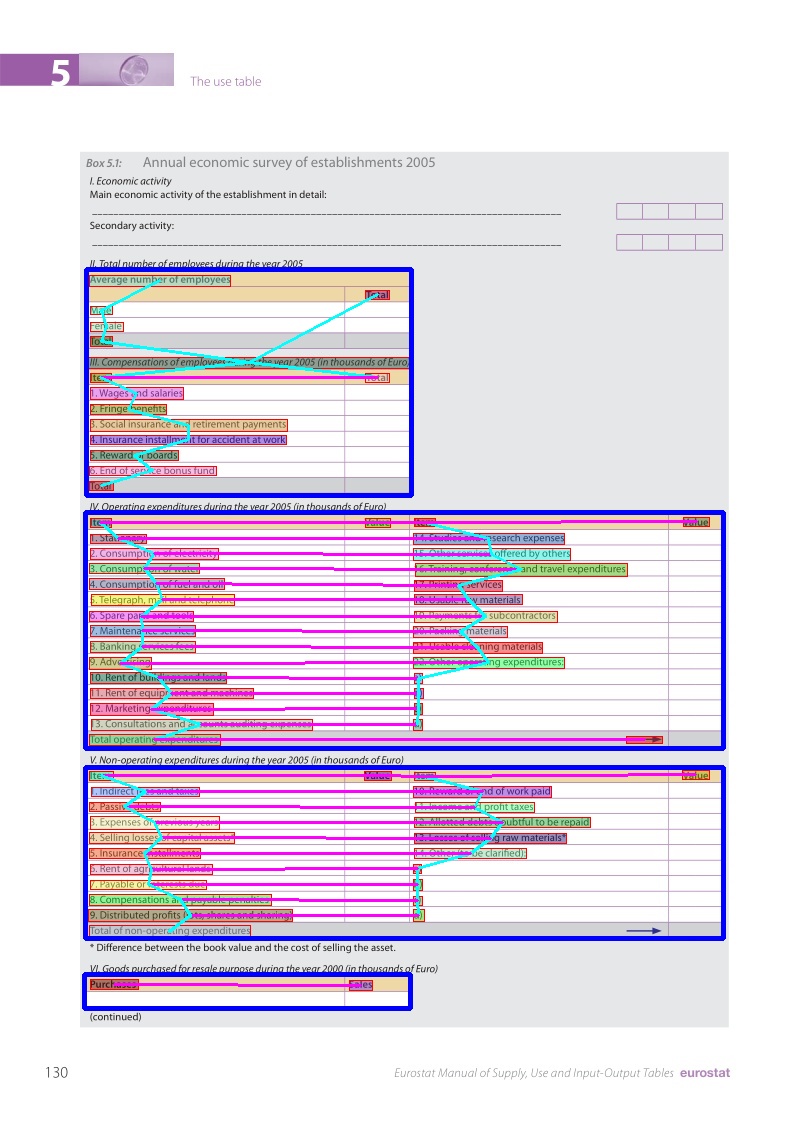 5
The use table
Box 5.1: Annual economic survey of establishments 2005
I. Economic activity
Main economic activity of the establishment in detail:
Secondary activity:
II. Total number of employees during the year 2005
Average number of employees
Total
Male
Female
Total
III. Compensations of employees during the year 2005 (in thousands of Euro)
Item Total
1. Wages and salaries
2. Fringe benefits
3. Social insurance and retirement payments
4. Insurance installment for accident at work
5. Reward of boards
6. End of service bonus fund
Total
IV. Operating expenditures during the year 2005 (in thousands of Euro)
Item Value Item Value
1. Stationary 14. Studies and research expenses
2. Consumption of electricity 15. Other services offered by others
3. Consumption of water 16. Training, conference and travel expenditures
4. Consumption of fuel and oil 17. Printing services
5. Telegraph, mail and telephone 18. Usable raw materials
6. Spare parts and tools 19. Payments for subcontractors
7. Maintenance services 20. Packing materials
8. Banking services fees 21. Usable cleaning materials
9. Advertising 22. Other operating expenditures:
10. Rent of buildings and lands
11. Rent of equipment and machines
12. Marketing expenditures
13. Consultations and accounts auditing expenses
Total operating expenditures
V. Non-operating expenditures during the year 2005 (in thousands of Euro)
Item Value Item Value
1. Indirect fees and taxes 10. Reward of end of work paid
2. Passive debts 11. Income and profit taxes
3. Expenses of previous years 12. Allotted debts doubtful to be repaid
4. Selling losses of capital assets* 13. Losses of selling raw materials*
5. Insurance installments 14. Other (to be clarified):
6. Rent of agricultural lands
7. Payable or interests due
8. Compensations and payable penalties
9. Distributed profits (lots, shares and sharing)
Total of non-operating expenditures
* Difference between the book value and the cost of selling the asset.
VI. Goods purchased for resale purpose during the year 2000 (in thousands of Euro)
Purchases Sales
(continued)
130
Eurostat Manual of Supply, Use and Input-Output Tables eurostat